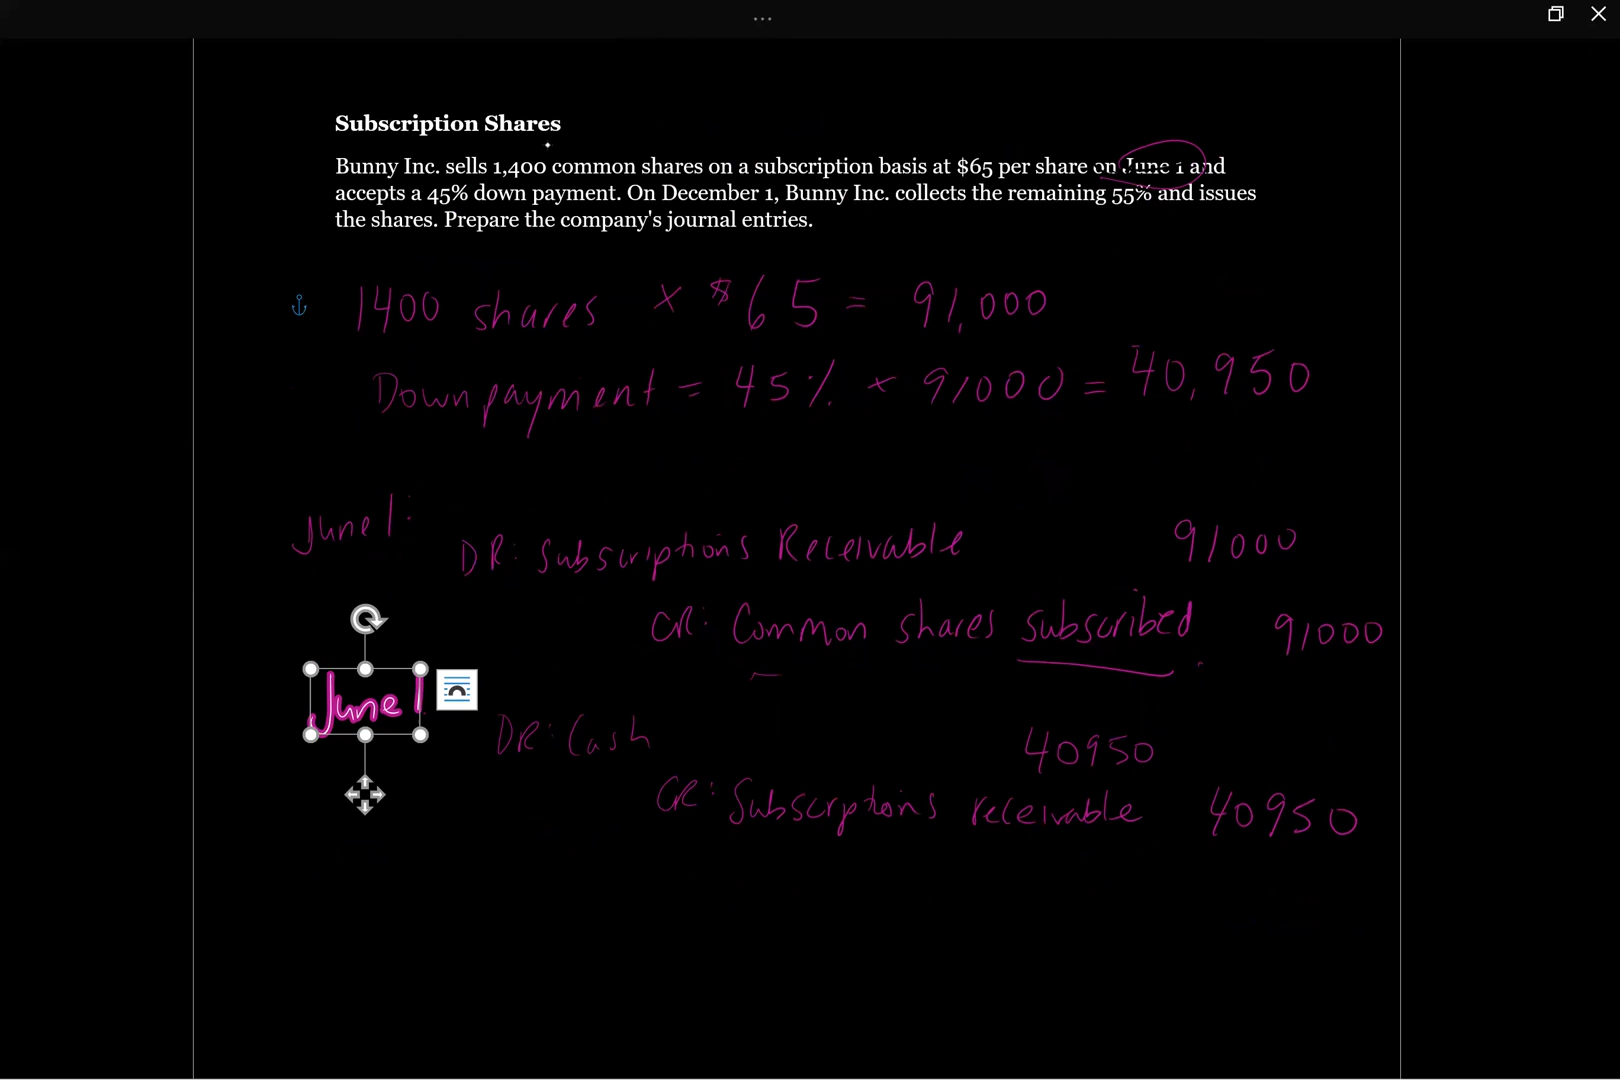 Subscription Shares
Bunny Inc. sells 1,400 common shares on a subscription basis at $65 per share on June 1 and
accepts a 45% down payment. On December 1, Bunny Inc. collects the remaining 55% and issues
the shares. Prepare the company's journal entries.
1400 shares × $65 = 91,000
Down payment = 45% × 91000 = 40,950
June 1:
DR: Subscriptions Receivable 91000
CR: Common shares subscribed 91000
June 1
DR: Cash 40950
CR: Subscriptions receivable 40950